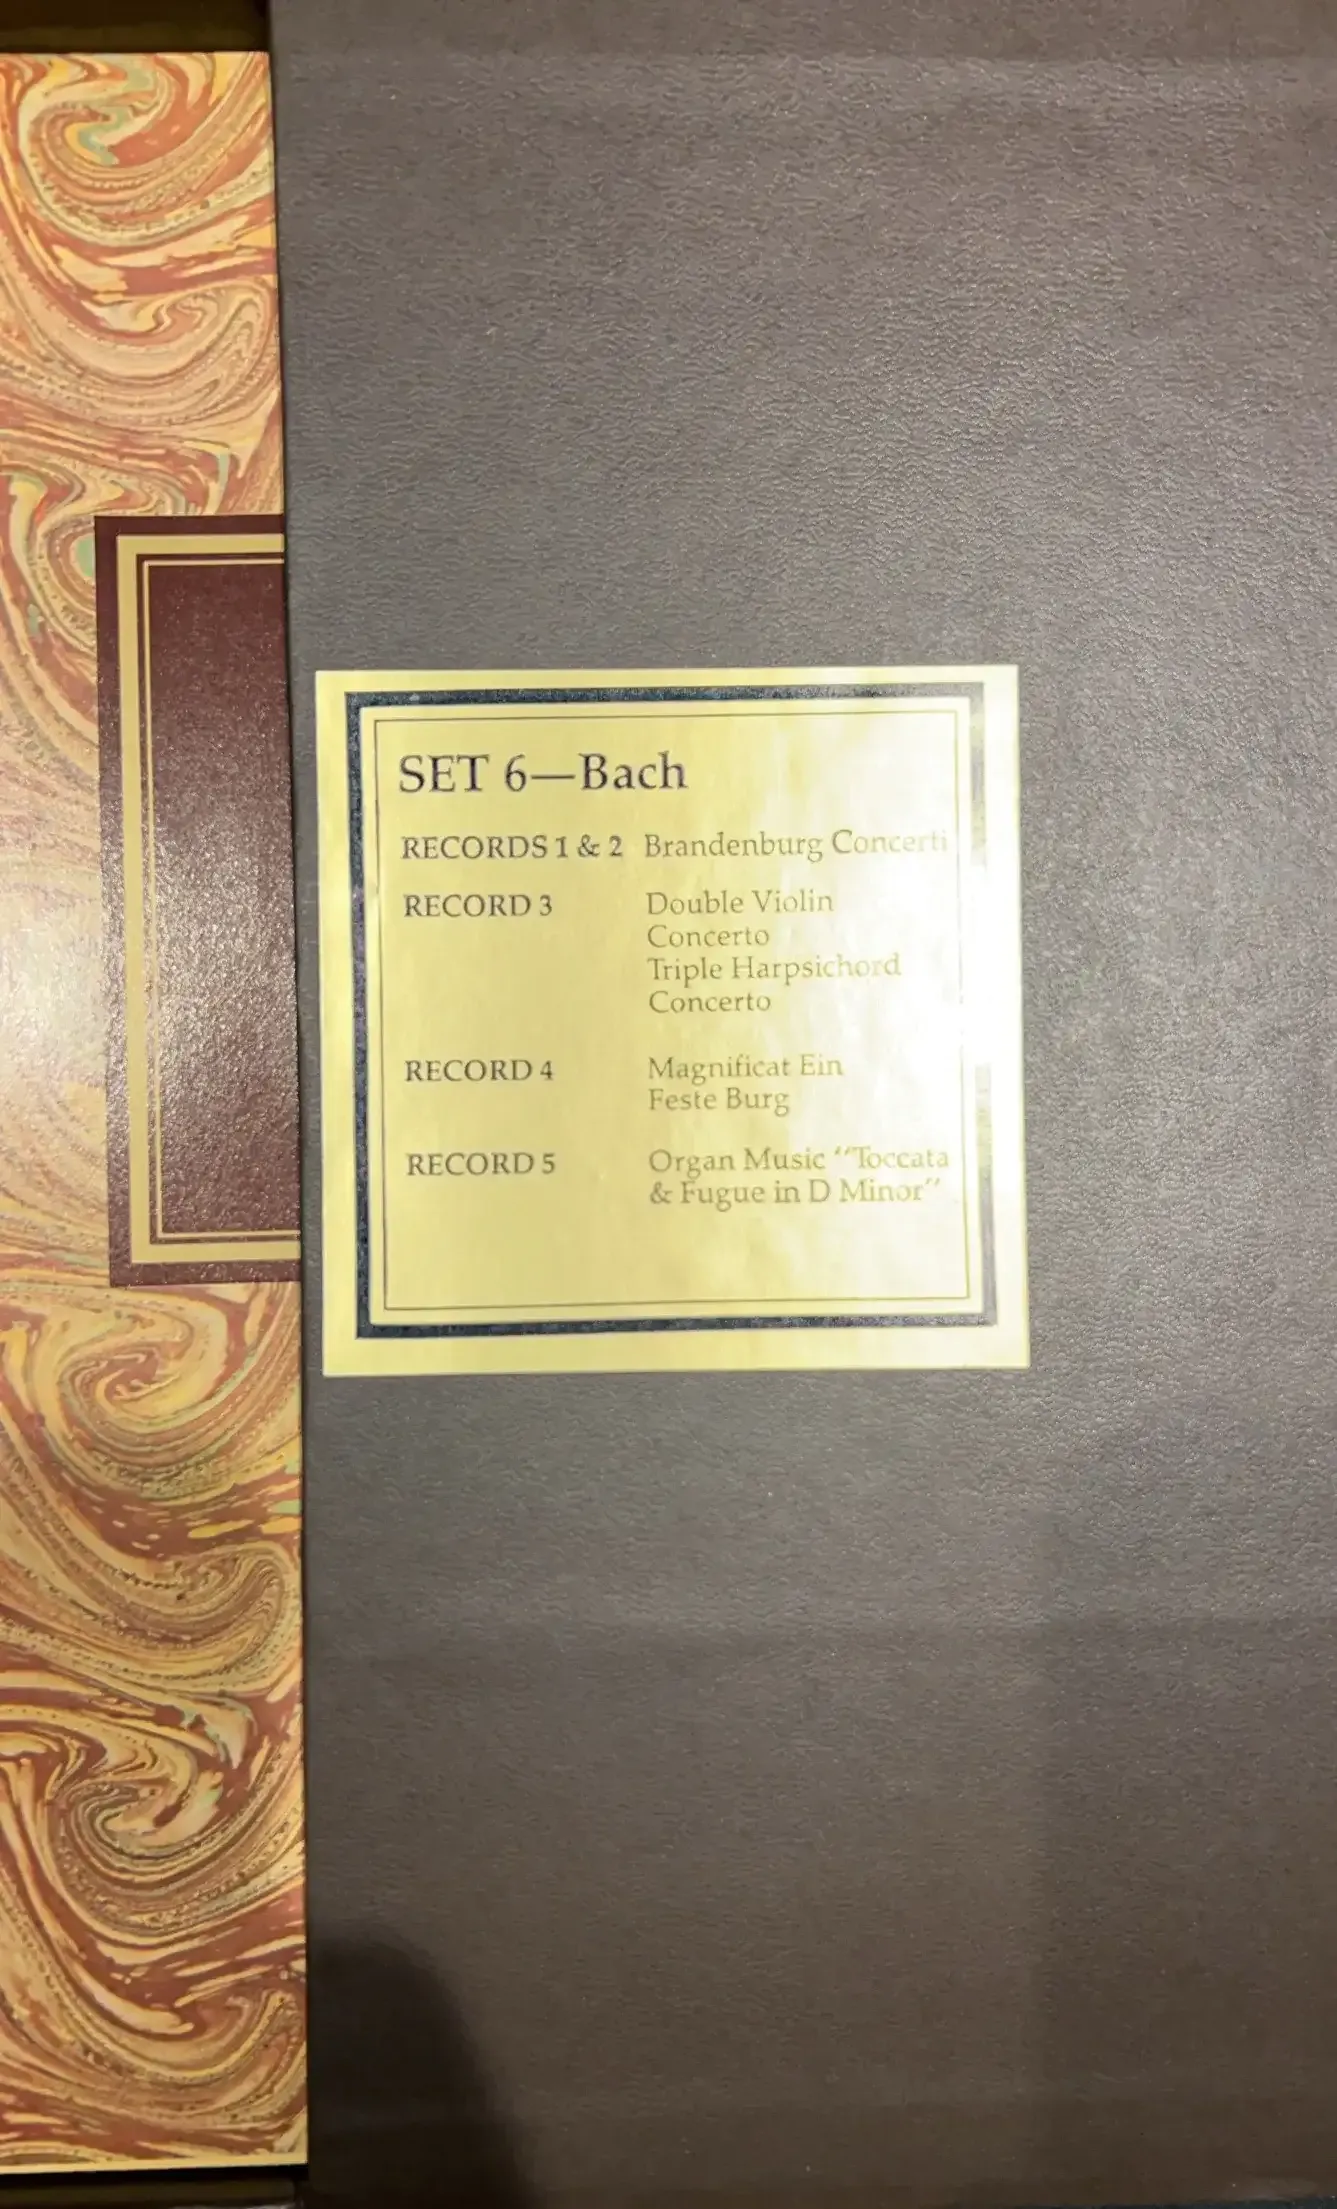 SET 6—Bach
RECORDS 1 & 2 Brandenburg Concerti
RECORD 3 Double Violin
Concerto
Triple Harpsichord
Concerto
RECORD 4 Magnificat Ein
Feste Burg
RECORD 5 Organ Music “Toccata
& Fugue in D Minor”